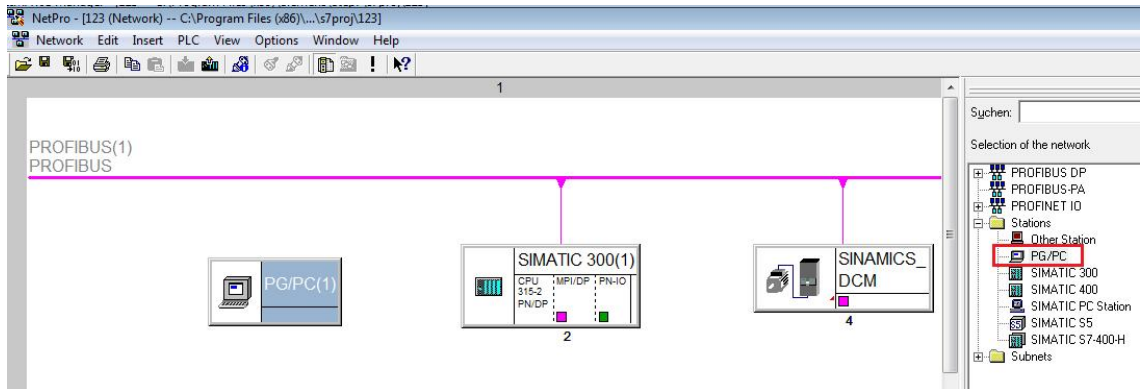 NetPro - [123 (Network) -- C:\Program Files (x86)\...\s7proj\123]
Network Edit Insert PLC View Options Window Help
1
PROFIBUS(1)
PROFIBUS
PG/PC(1)
SIMATIC 300(1)
CPU 315-2 PN/DP
MPI/DP
PN-IO
2
SINAMICS_
DCM
4
Suchen:
Selection of the network
PROFIBUS DP
PROFIBUS-PA
PROFINET IO
Stations
Other Station
PG/PC
SIMATIC 300
SIMATIC 400
SIMATIC PC Station
SIMATIC S5
SIMATIC S7-400-H
Subnets